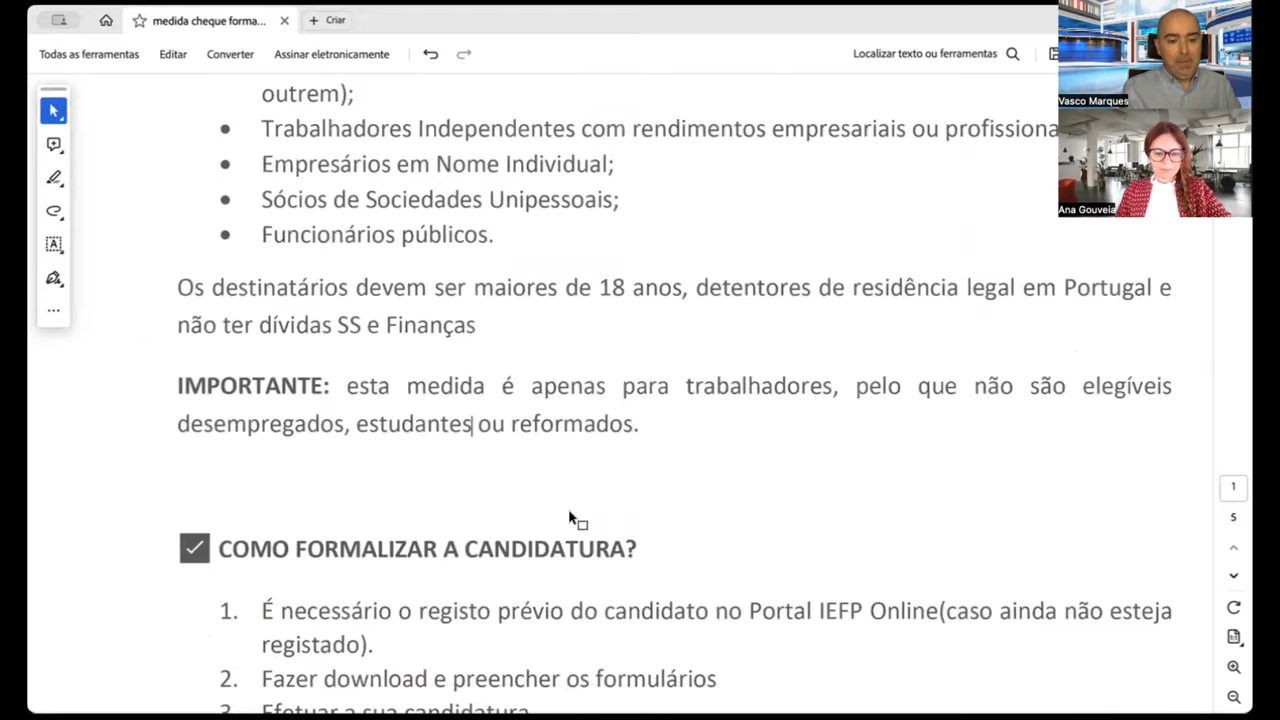 medida cheque forma...
Criar
Todas as ferramentas
Editar
Converter
Assinar eletronicamente
Localizar texto ou ferramentas
Vasco Marques
Ana Gouveia
outrem);
• Trabalhadores Independentes com rendimentos empresariais ou profissiona
• Empresários em Nome Individual;
• Sócios de Sociedades Unipessoais;
• Funcionários públicos.
Os destinatários devem ser maiores de 18 anos, detentores de residência legal em Portugal e
não ter dívidas SS e Finanças
IMPORTANTE: esta medida é apenas para trabalhadores, pelo que não são elegíveis
desempregados, estudantes ou reformados.
COMO FORMALIZAR A CANDIDATURA?
1. É necessário o registo prévio do candidato no Portal IEFP Online(caso ainda não esteja
registado).
2. Fazer download e preencher os formulários
3. Efetuar a sua candidatura
1
5